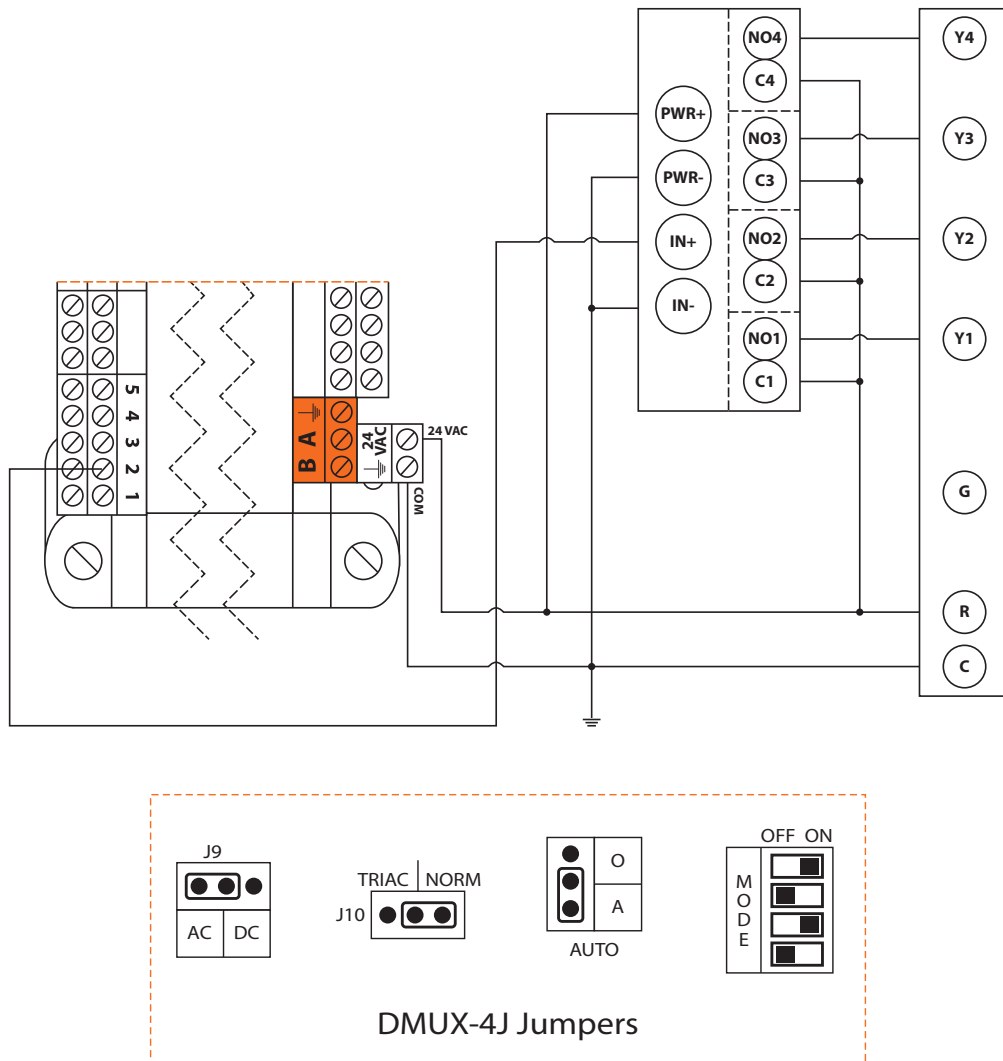 NO4
Y4
C4
PWR+
NO3
Y3
C3
PWR-
IN+
NO2
Y2
C2
IN-
NO1
Y1
C1
5
4
3
2
1
B A
24
VAC
24 VAC
COM
G
R
C
J9
AC
DC
TRIAC
NORM
J10
O
A
AUTO
OFF ON
MODE
DMUX-4J Jumpers